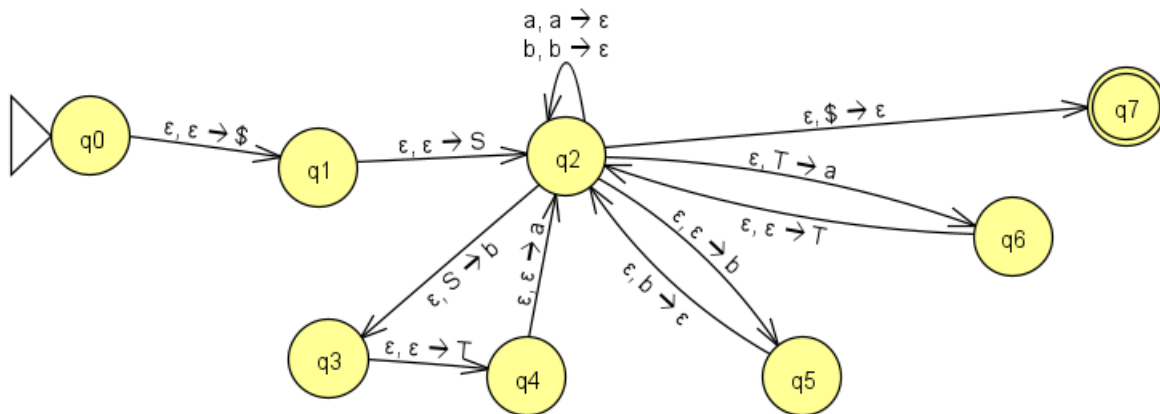 a, a → ε
b, b → ε
q0
ε, ε → $
q1
ε, ε → S
q2
ε, $ → ε
q7
ε, T → a
ε, ε → T
q6
ε, S → b
ε, ε → a
ε, ε → b
ε, b → ε
q3
ε, ε → T
q4
q5